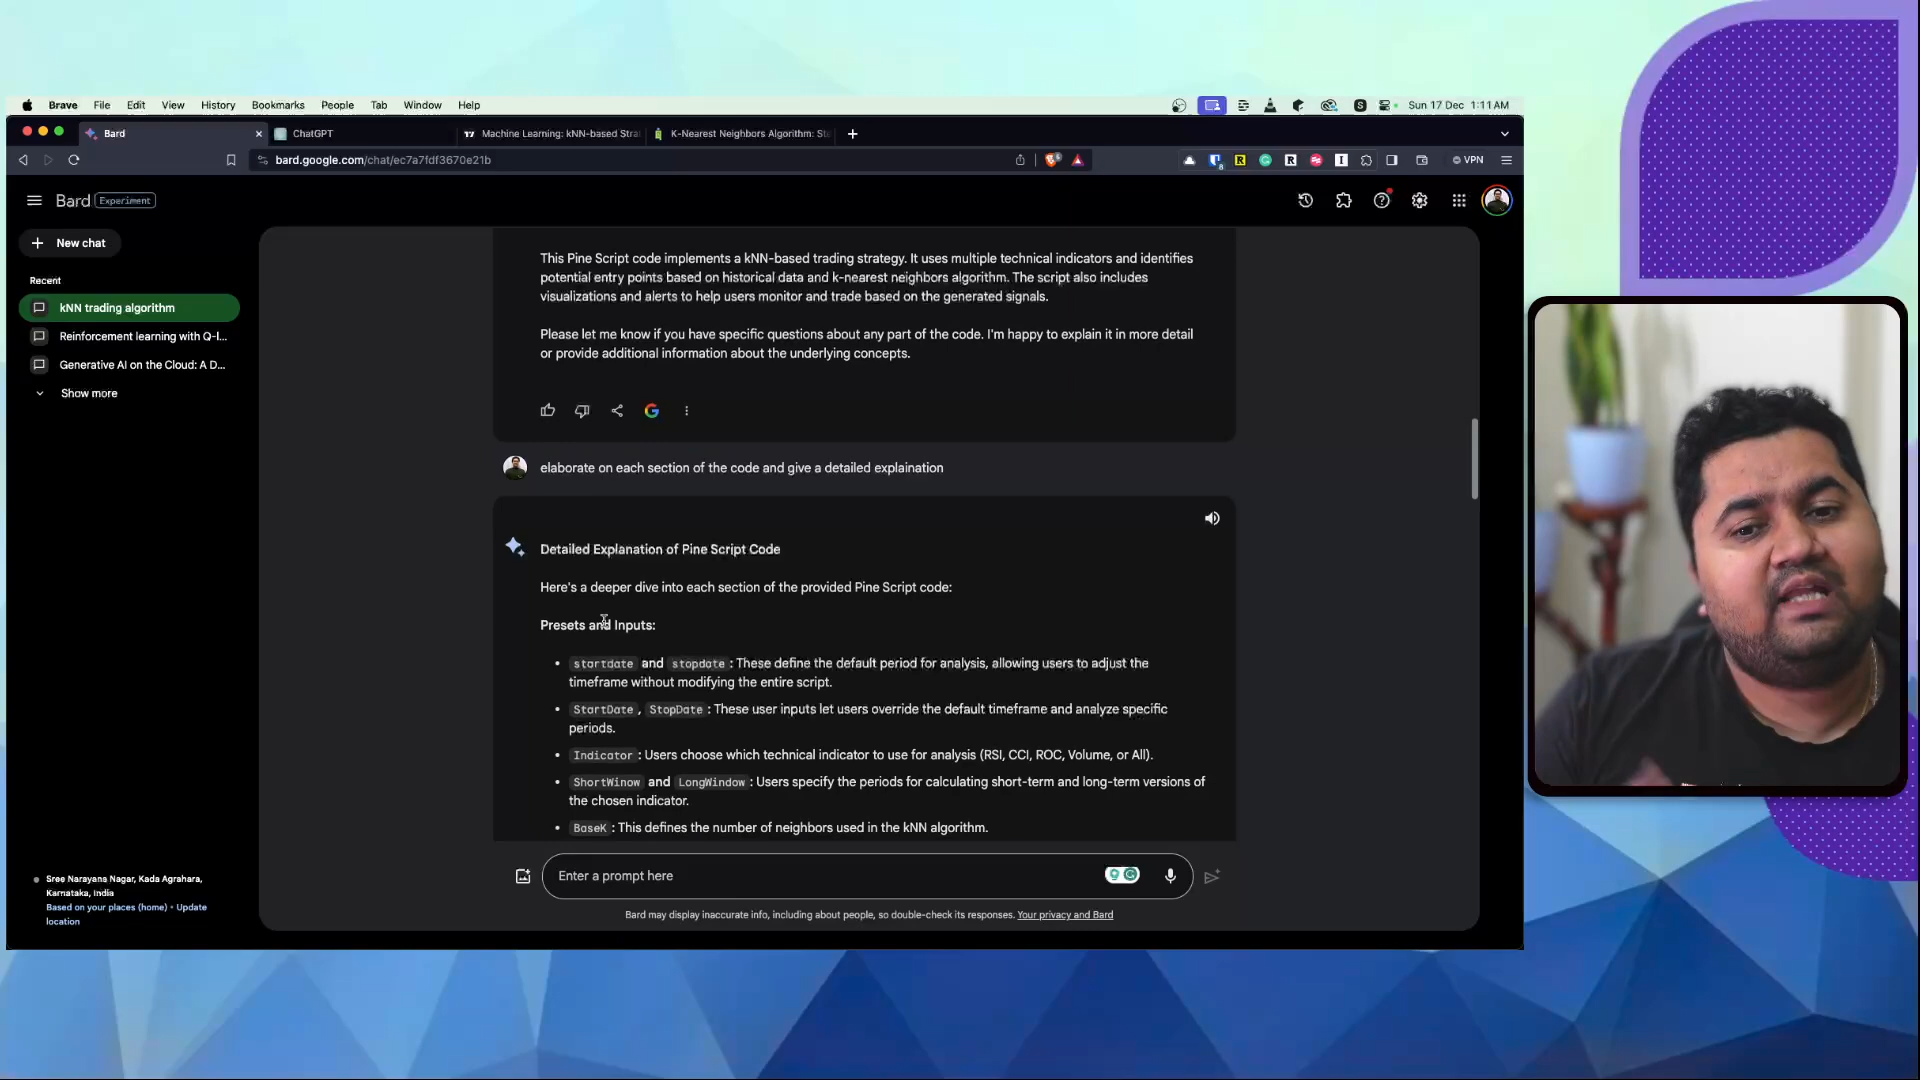 Brave File Edit View History Bookmarks People Tab Window Help Sun 17 Dec 1:11 AM
Bard ChatGPT Machine Learning: kNN-based Stra K-Nearest Neighbors Algorithm: St
bard.google.com/chat/ec7a7fdf3670e21b VPN
Bard Experiment
New chat
Recent
kNN trading algorithm
Reinforcement learning with Q-l...
Generative AI on the Cloud: A D...
Show more
This Pine Script code implements a kNN-based trading strategy. It uses multiple technical indicators and identifies
potential entry points based on historical data and k-nearest neighbors algorithm. The script also includes
visualizations and alerts to help users monitor and trade based on the generated signals.
Please let me know if you have specific questions about any part of the code. I'm happy to explain it in more detail
or provide additional information about the underlying concepts.
elaborate on each section of the code and give a detailed explaination
Detailed Explanation of Pine Script Code
Here's a deeper dive into each section of the provided Pine Script code:
Presets and Inputs:
• startdate and stopdate: These define the default period for analysis, allowing users to adjust the
timeframe without modifying the entire script.
• StartDate, StopDate: These user inputs let users override the default timeframe and analyze specific
periods.
• Indicator: Users choose which technical indicator to use for analysis (RSI, CCI, ROC, Volume, or All).
• ShortWinow and LongWindow: Users specify the periods for calculating short-term and long-term versions of
the chosen indicator.
• BaseK: This defines the number of neighbors used in the kNN algorithm.
Enter a prompt here
Bard may display inaccurate info, including about people, so double-check its responses. Your privacy and Bard
Sree Narayana Nagar, Kada Agrahara,
Karnataka, India
Based on your places (home) • Update
location